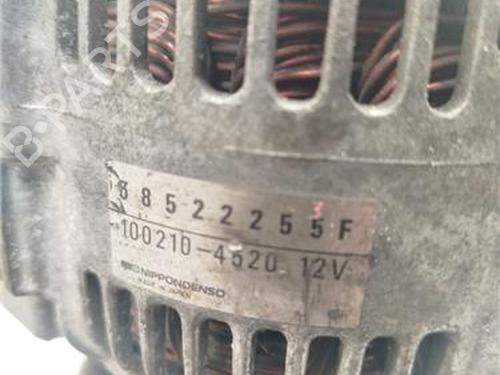 B-PARTS
38522255F
100210-4520 12V
NIPPONDENSO
MADE IN JAPAN